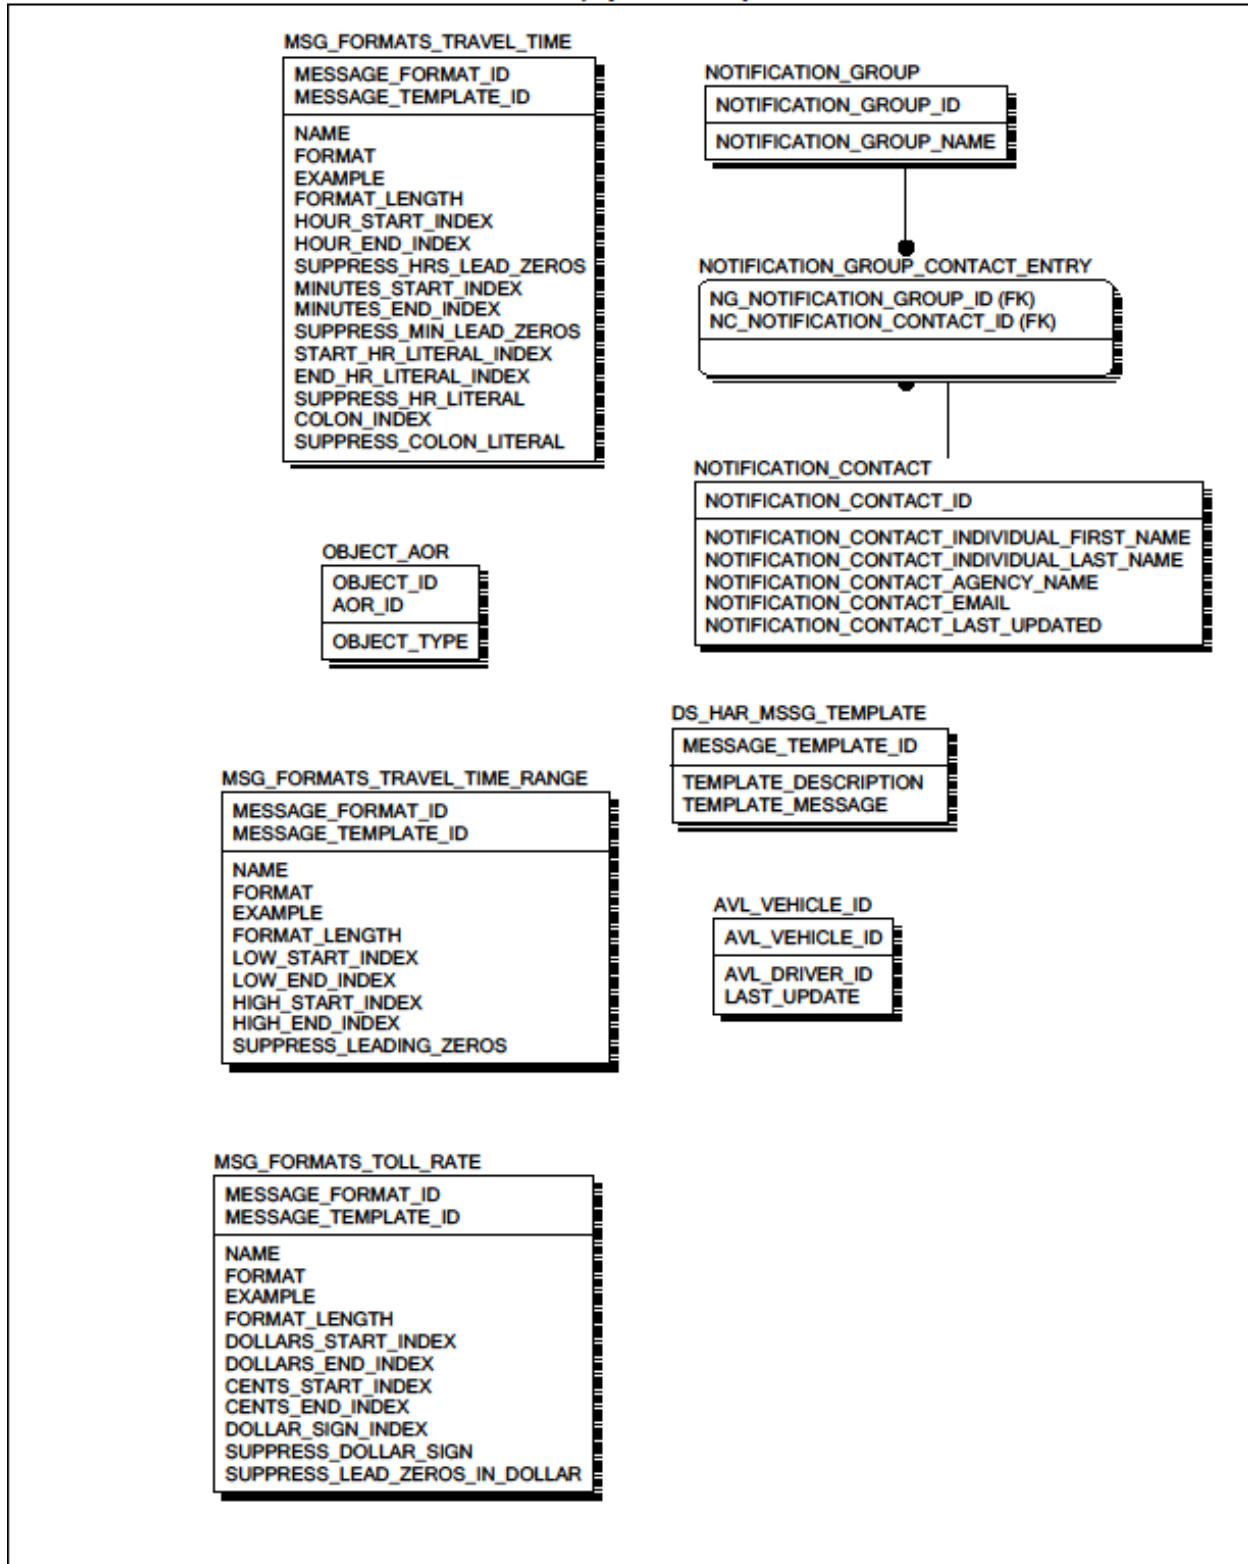 MSG_FORMATS_TRAVEL_TIME
MESSAGE_FORMAT_ID
MESSAGE_TEMPLATE_ID
NAME
FORMAT
EXAMPLE
FORMAT_LENGTH
HOUR_START_INDEX
HOUR_END_INDEX
SUPPRESS_HRS_LEAD_ZEROS
MINUTES_START_INDEX
MINUTES_END_INDEX
SUPPRESS_MIN_LEAD_ZEROS
START_HR_LITERAL_INDEX
END_HR_LITERAL_INDEX
SUPPRESS_HR_LITERAL
COLON_INDEX
SUPPRESS_COLON_LITERAL
NOTIFICATION_GROUP
NOTIFICATION_GROUP_ID
NOTIFICATION_GROUP_NAME
NOTIFICATION_GROUP_CONTACT_ENTRY
NG_NOTIFICATION_GROUP_ID (FK)
NC_NOTIFICATION_CONTACT_ID (FK)
NOTIFICATION_CONTACT
NOTIFICATION_CONTACT_ID
NOTIFICATION_CONTACT_INDIVIDUAL_FIRST_NAME
NOTIFICATION_CONTACT_INDIVIDUAL_LAST_NAME
NOTIFICATION_CONTACT_AGENCY_NAME
NOTIFICATION_CONTACT_EMAIL
NOTIFICATION_CONTACT_LAST_UPDATED
OBJECT_AOR
OBJECT_ID
AOR_ID
OBJECT_TYPE
DS_HAR_MSSG_TEMPLATE
MESSAGE_TEMPLATE_ID
TEMPLATE_DESCRIPTION
TEMPLATE_MESSAGE
MSG_FORMATS_TRAVEL_TIME_RANGE
MESSAGE_FORMAT_ID
MESSAGE_TEMPLATE_ID
NAME
FORMAT
EXAMPLE
FORMAT_LENGTH
LOW_START_INDEX
LOW_END_INDEX
HIGH_START_INDEX
HIGH_END_INDEX
SUPPRESS_LEADING_ZEROS
AVL_VEHICLE_ID
AVL_VEHICLE_ID
AVL_DRIVER_ID
LAST_UPDATE
MSG_FORMATS_TOLL_RATE
MESSAGE_FORMAT_ID
MESSAGE_TEMPLATE_ID
NAME
FORMAT
EXAMPLE
FORMAT_LENGTH
DOLLARS_START_INDEX
DOLLARS_END_INDEX
CENTS_START_INDEX
CENTS_END_INDEX
DOLLAR_SIGN_INDEX
SUPPRESS_DOLLAR_SIGN
SUPPRESS_LEAD_ZEROS_IN_DOLLAR